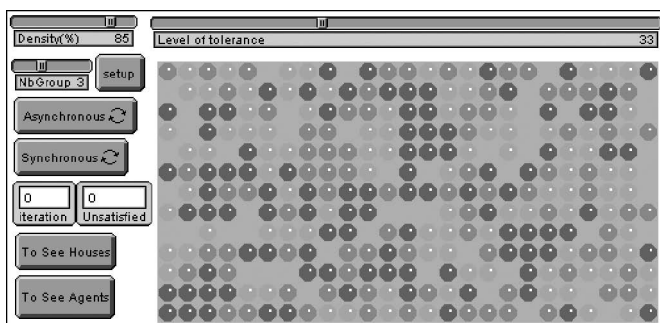 Density(%) 85
Level of tolerance 33
NbGroup 3
setup
Asynchronous
Synchronous
0
0
iteration
Unsatisfied
To See Houses
To See Agents